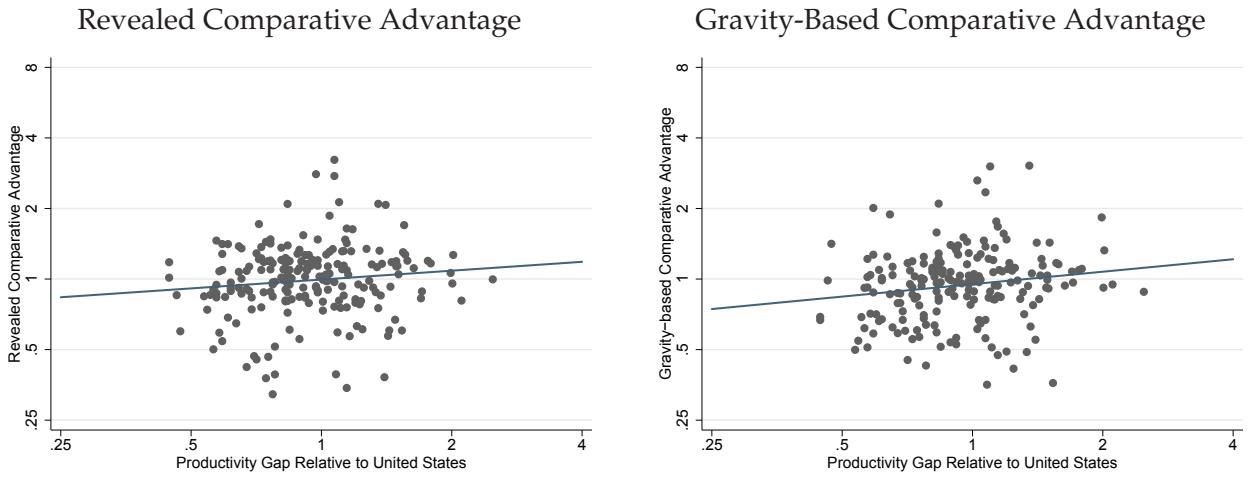 Revealed Comparative Advantage
Revealed Comparative Advantage
8
4
2
1
.5
.25
.25 .5 1 2 4
Productivity Gap Relative to United States
Gravity-Based Comparative Advantage
Gravity−based Comparative Advantage
8
4
2
1
.5
.25
.25 .5 1 2 4
Productivity Gap Relative to United States